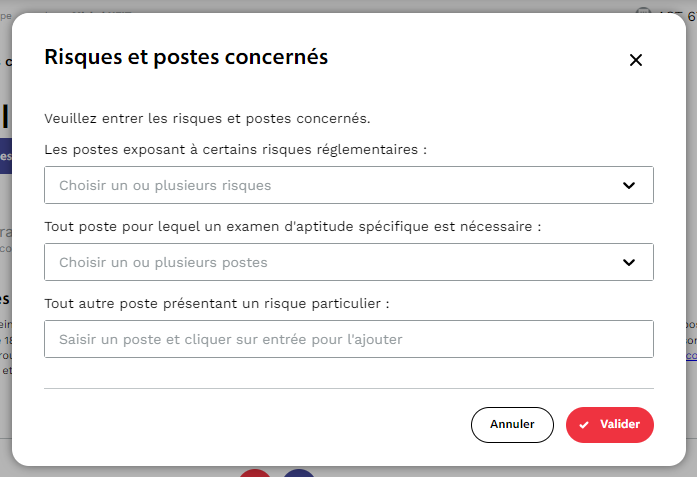 Risques et postes concernés
Veuillez entrer les risques et postes concernés.
Les postes exposant à certains risques réglementaires :
Choisir un ou plusieurs risques
Tout poste pour lequel un examen d'aptitude spécifique est nécessaire :
Choisir un ou plusieurs postes
Tout autre poste présentant un risque particulier :
Saisir un poste et cliquer sur entrée pour l'ajouter
Annuler
Valider